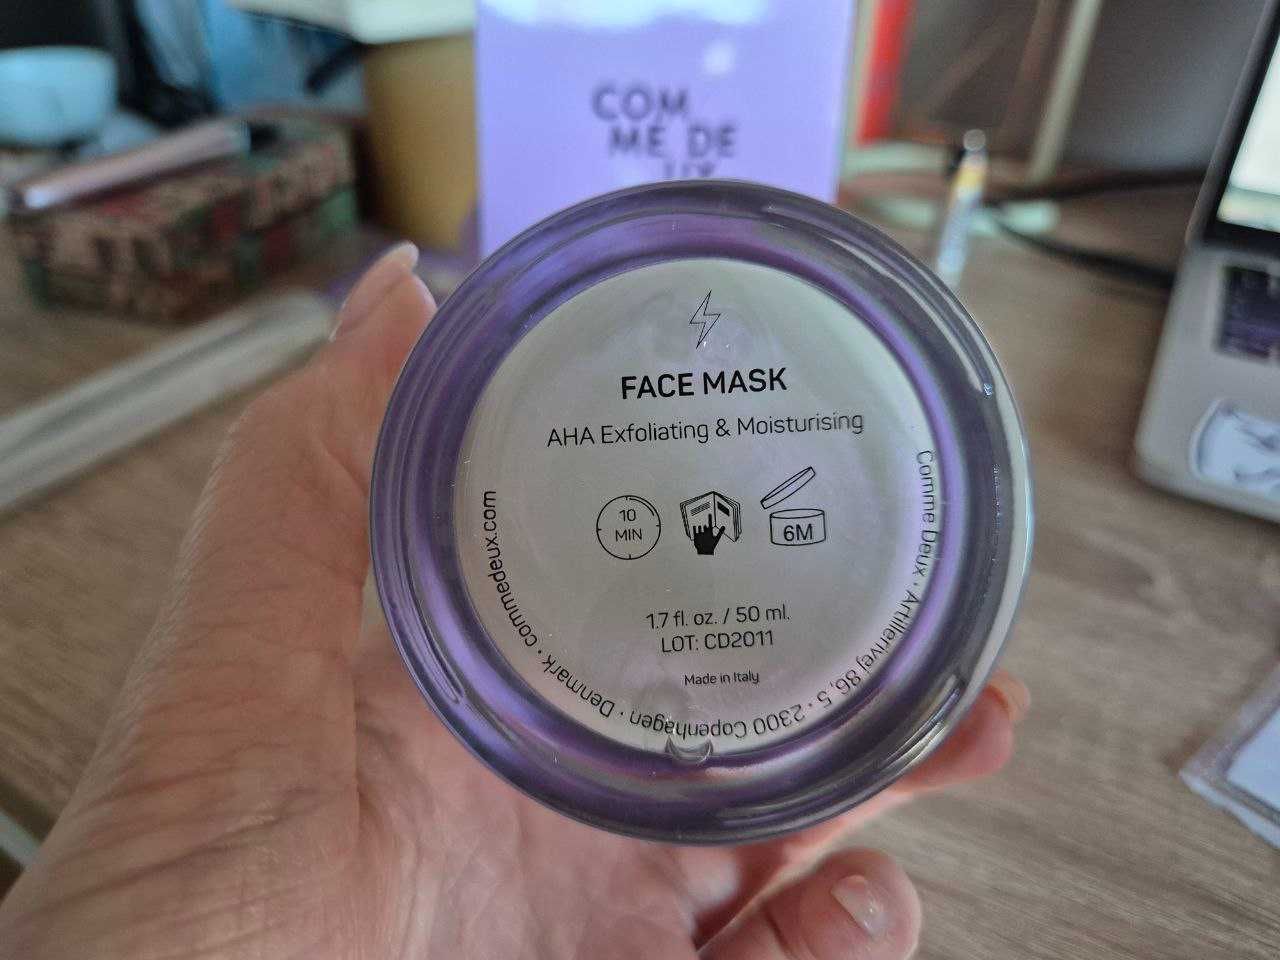 COM
ME DE
UX
FACE MASK
AHA Exfoliating & Moisturising
10
MIN
6M
1.7 fl. oz. / 50 ml.
LOT: CD2011
Made in Italy
Comme Deux · Artillerivej 86, 5 · 2300 Copenhagen · Denmark · commedeux.com